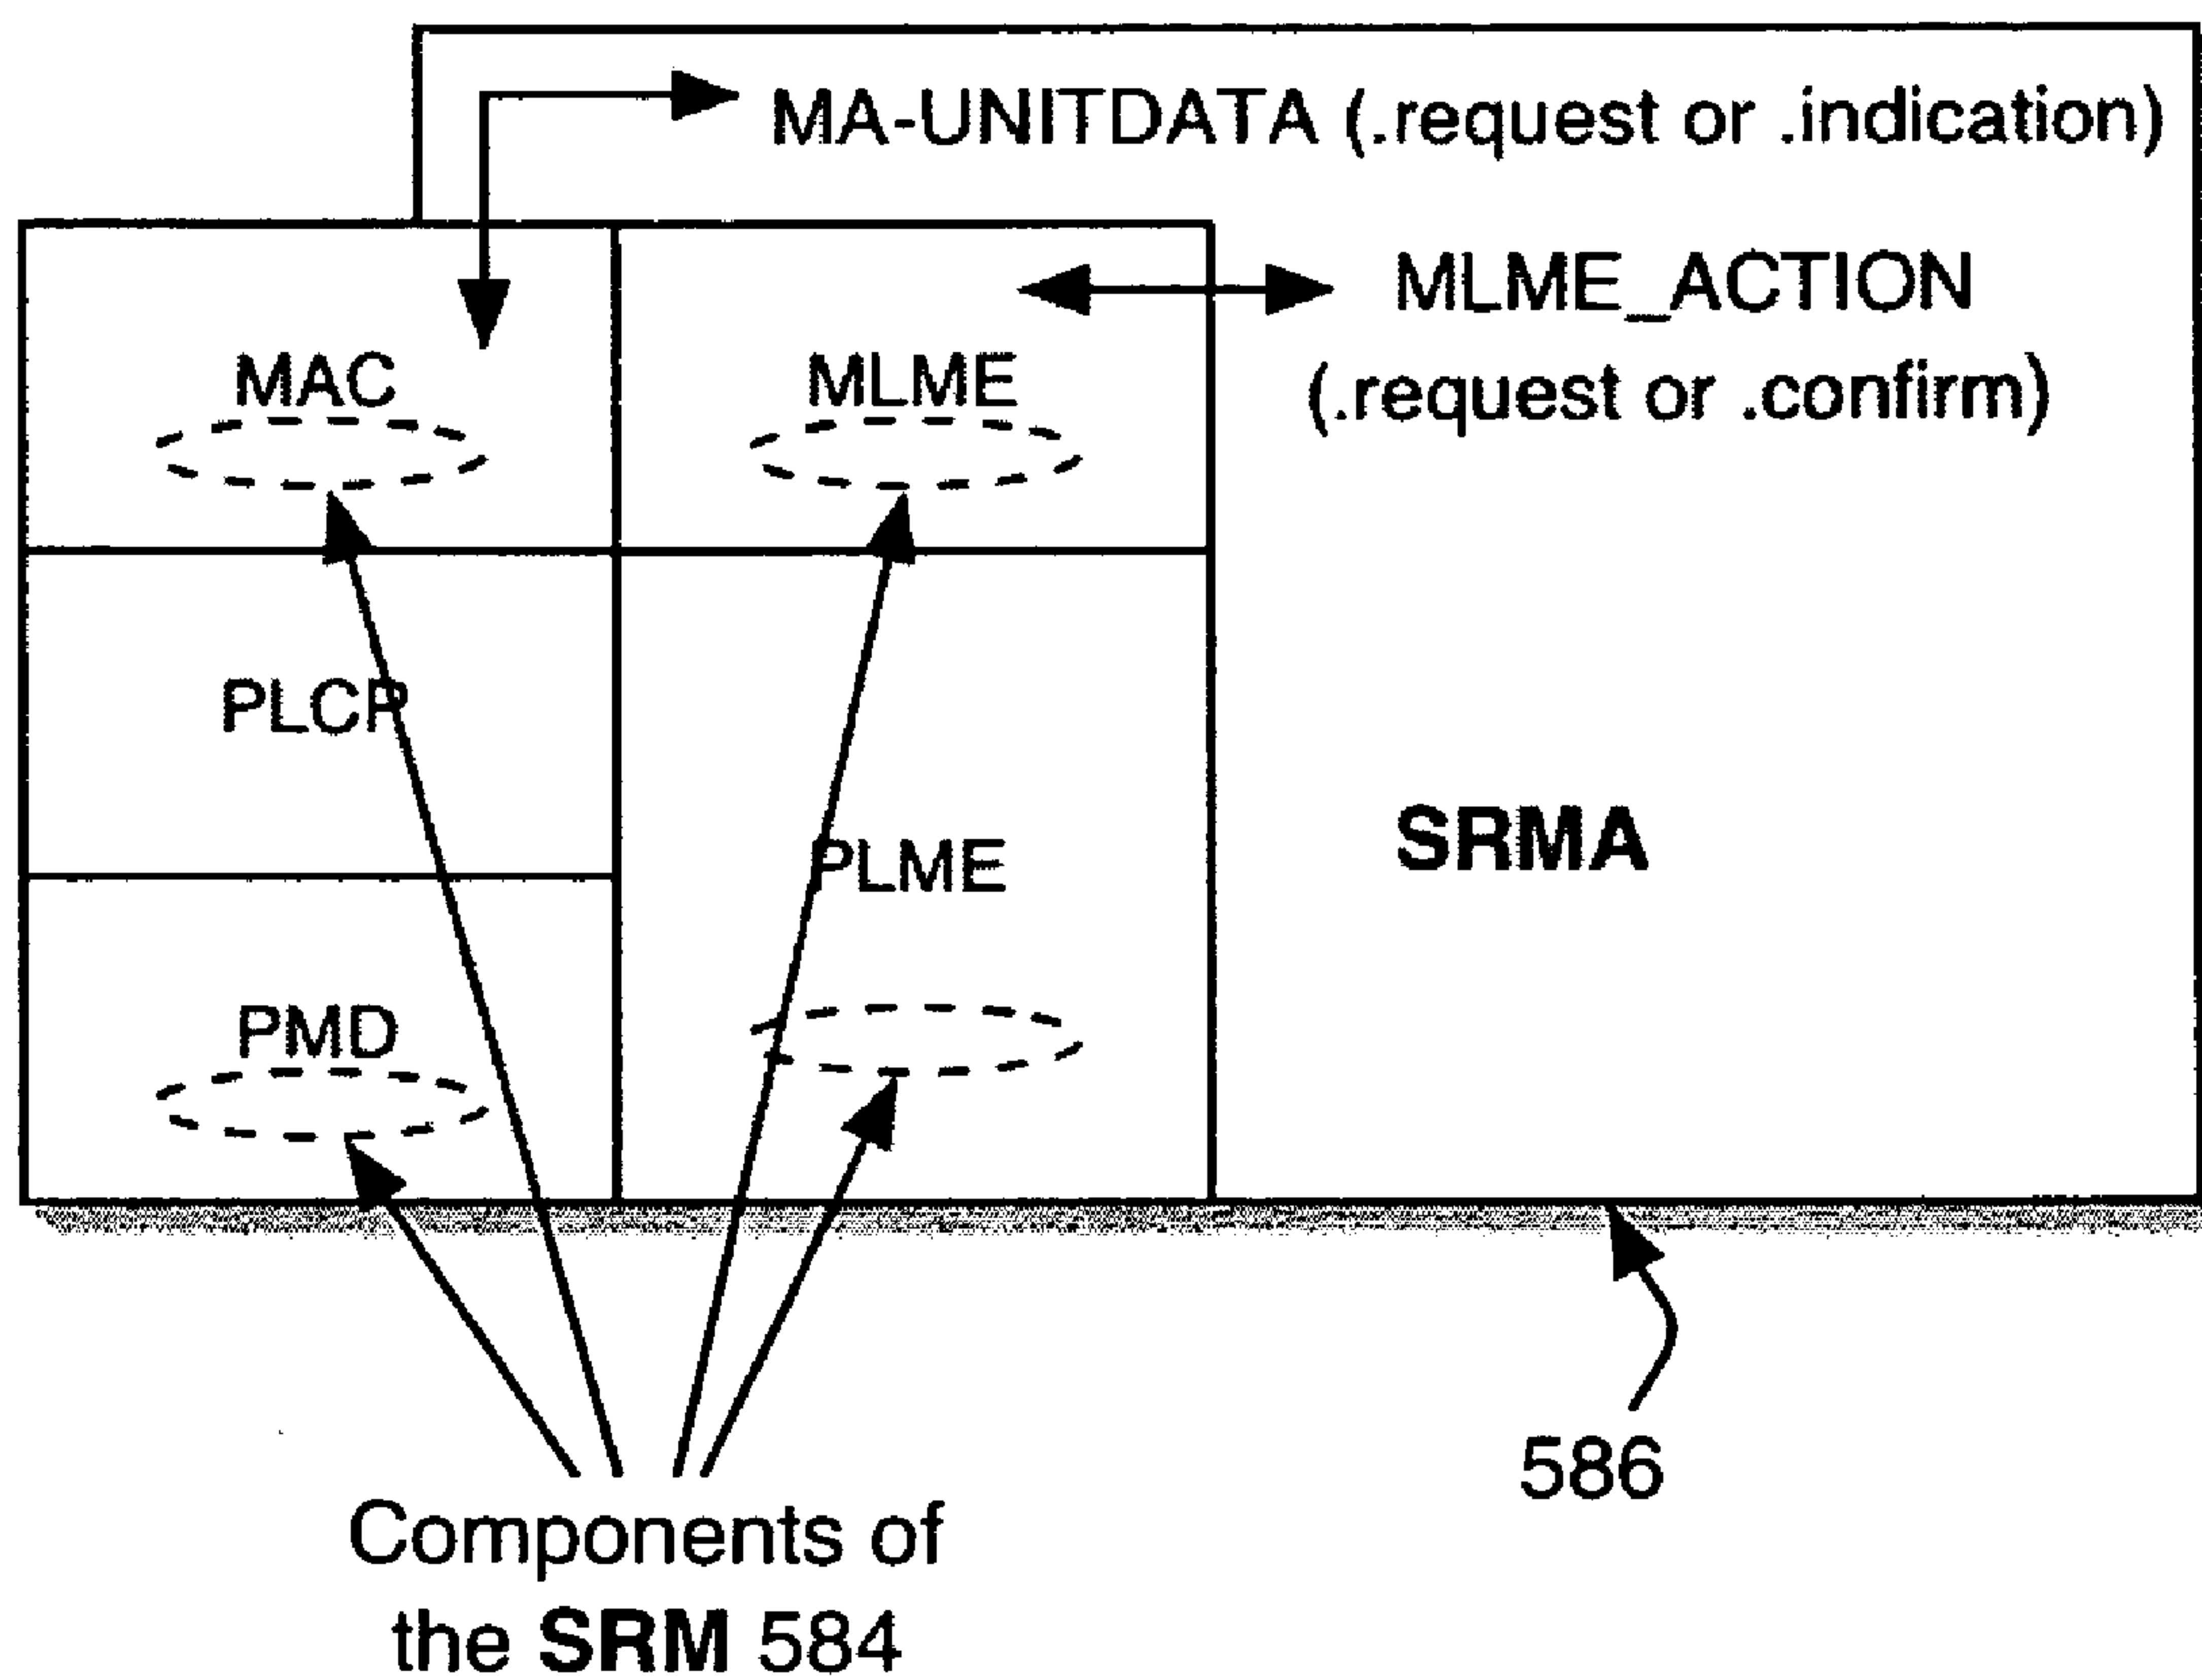 MA-UNITDATA (.request or .indication)
MLME_ACTION
(.request or .confirm)
MAC
MLME
PLCP
PLME
SRMA
PMD
586
Components of
the SRM 584